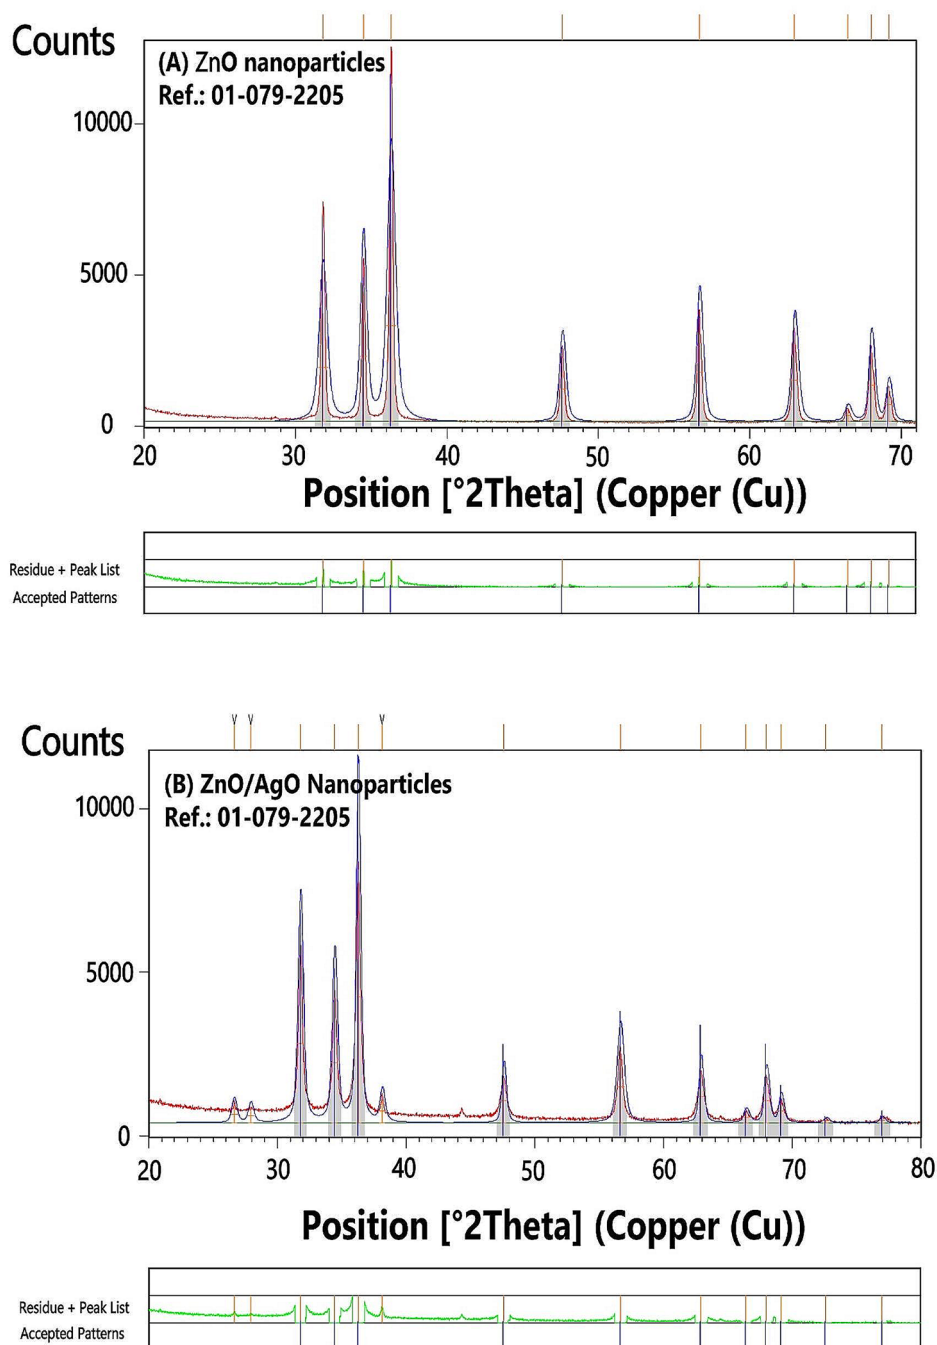 Counts
(A) ZnO nanoparticles
Ref.: 01-079-2205
10000
5000
0
20 30 40 50 60 70
Position [°2Theta] (Copper (Cu))
Residue + Peak List
Accepted Patterns
Counts
(B) ZnO/AgO Nanoparticles
Ref.: 01-079-2205
10000
5000
0
20 30 40 50 60 70 80
Position [°2Theta] (Copper (Cu))
Residue + Peak List
Accepted Patterns